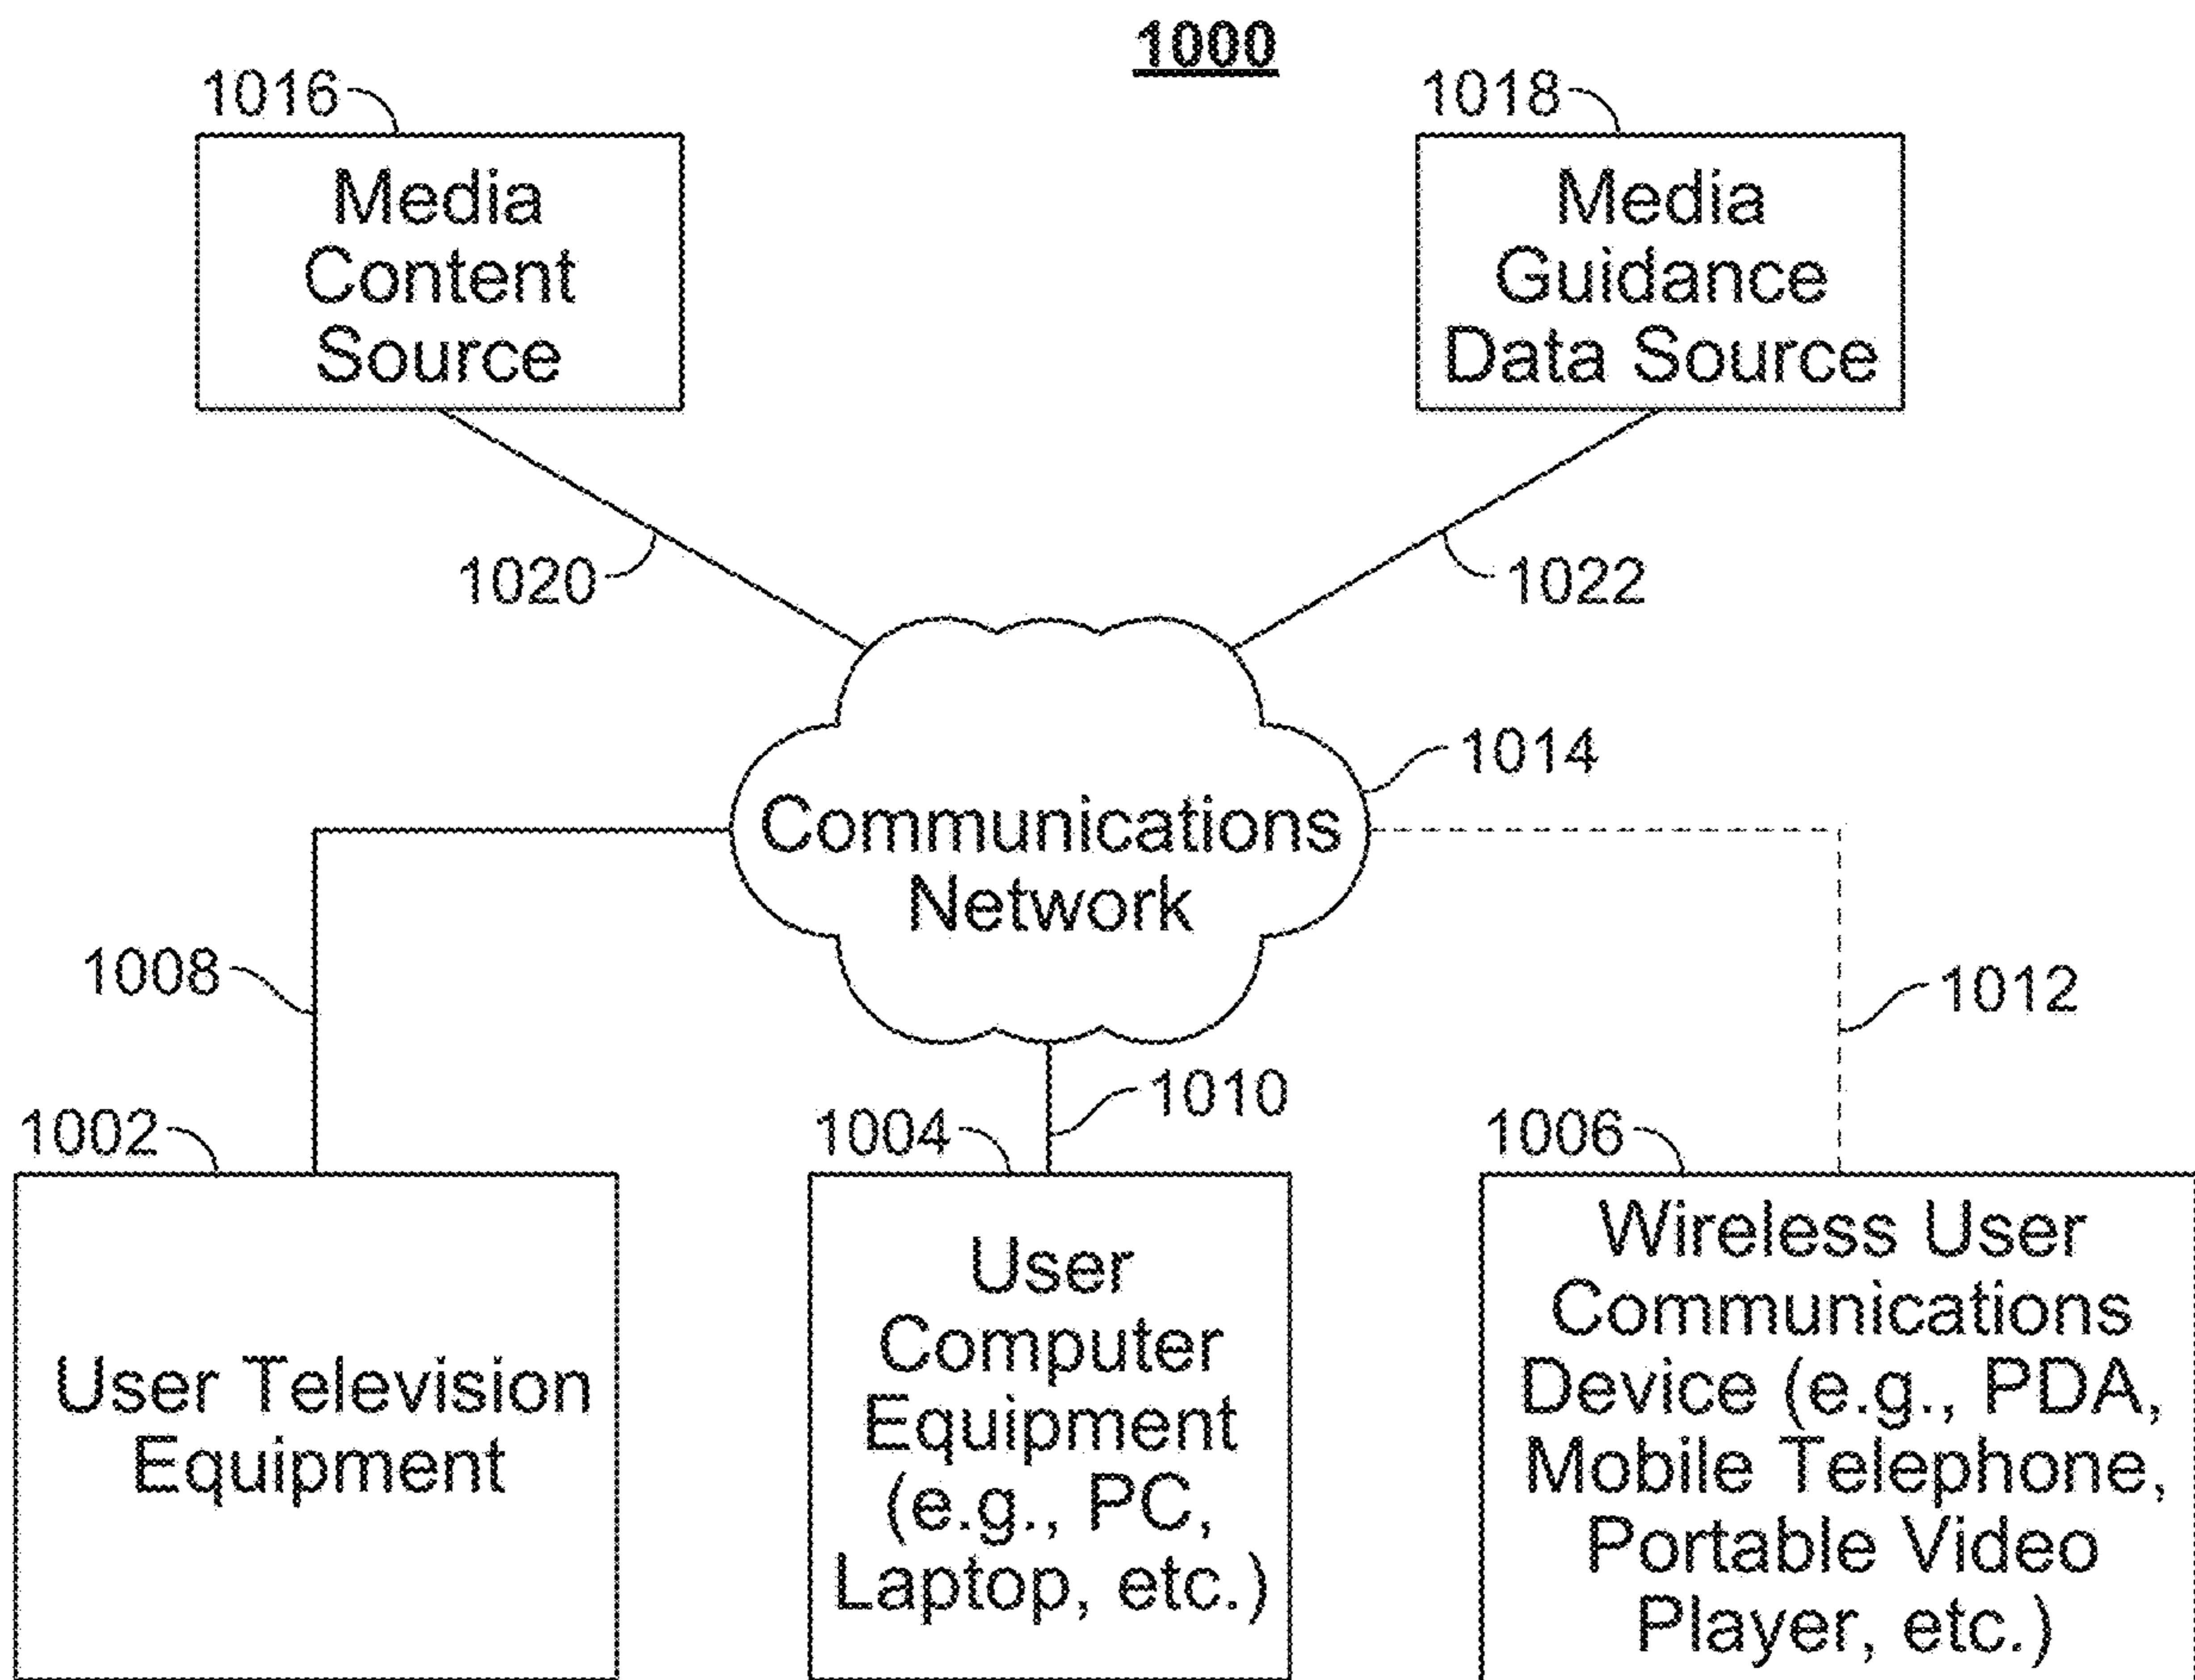 1000
1016
Media
Content
Source
1018
Media
Guidance
Data Source
1020
1022
1014
Communications
Network
1008
1012
1010
1002
User Television
Equipment
1004
User
Computer
Equipment
(e.g., PC,
Laptop, etc.)
1006
Wireless User
Communications
Device (e.g., PDA,
Mobile Telephone,
Portable Video
Player, etc.)